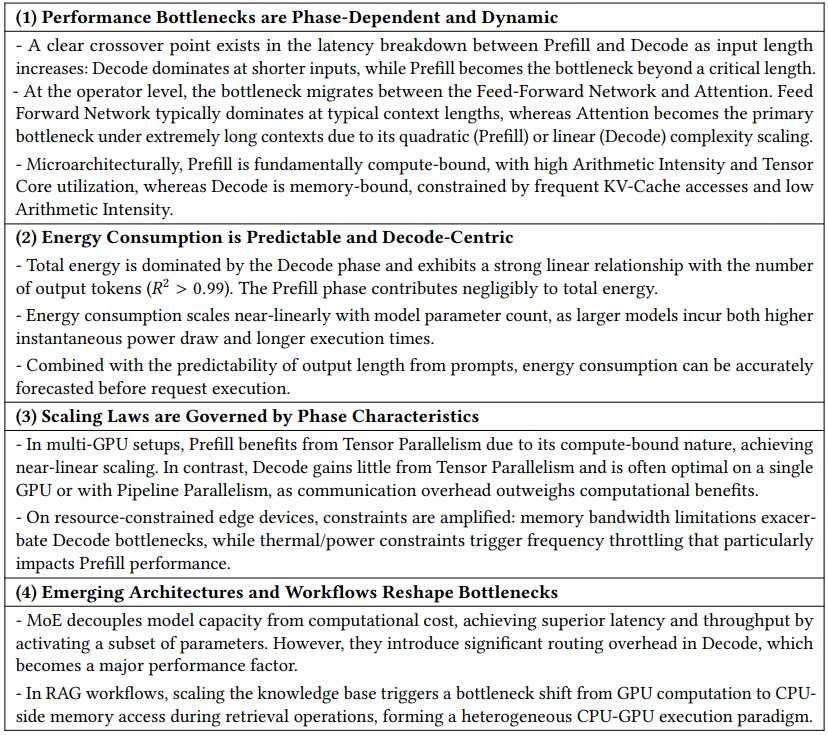 (1) Performance Bottlenecks are Phase-Dependent and Dynamic
- A clear crossover point exists in the latency breakdown between Prefill and Decode as input length
increases: Decode dominates at shorter inputs, while Prefill becomes the bottleneck beyond a critical length.
- At the operator level, the bottleneck migrates between the Feed-Forward Network and Attention. Feed
Forward Network typically dominates at typical context lengths, whereas Attention becomes the primary
bottleneck under extremely long contexts due to its quadratic (Prefill) or linear (Decode) complexity scaling.
- Microarchitecturally, Prefill is fundamentally compute-bound, with high Arithmetic Intensity and Tensor
Core utilization, whereas Decode is memory-bound, constrained by frequent KV-Cache accesses and low
Arithmetic Intensity.
(2) Energy Consumption is Predictable and Decode-Centric
- Total energy is dominated by the Decode phase and exhibits a strong linear relationship with the number
of output tokens (R² > 0.99). The Prefill phase contributes negligibly to total energy.
- Energy consumption scales near-linearly with model parameter count, as larger models incur both higher
instantaneous power draw and longer execution times.
- Combined with the predictability of output length from prompts, energy consumption can be accurately
forecasted before request execution.
(3) Scaling Laws are Governed by Phase Characteristics
- In multi-GPU setups, Prefill benefits from Tensor Parallelism due to its compute-bound nature, achieving
near-linear scaling. In contrast, Decode gains little from Tensor Parallelism and is often optimal on a single
GPU or with Pipeline Parallelism, as communication overhead outweighs computational benefits.
- On resource-constrained edge devices, constraints are amplified: memory bandwidth limitations exacer-
bate Decode bottlenecks, while thermal/power constraints trigger frequency throttling that particularly
impacts Prefill performance.
(4) Emerging Architectures and Workflows Reshape Bottlenecks
- MoE decouples model capacity from computational cost, achieving superior latency and throughput by
activating a subset of parameters. However, they introduce significant routing overhead in Decode, which
becomes a major performance factor.
- In RAG workflows, scaling the knowledge base triggers a bottleneck shift from GPU computation to CPU-
side memory access during retrieval operations, forming a heterogeneous CPU-GPU execution paradigm.